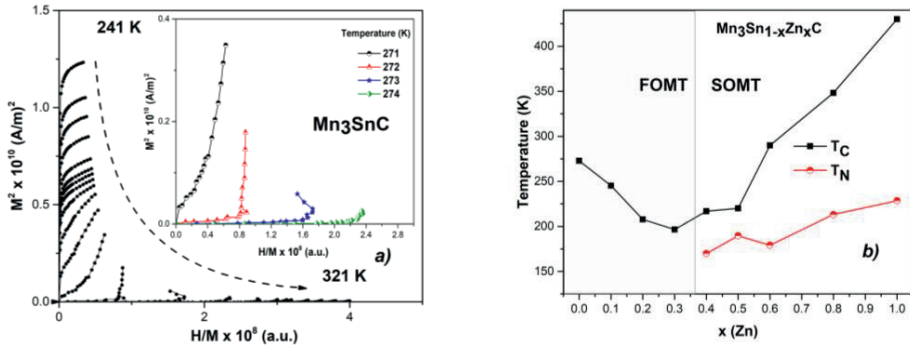 241 K
Temperature (K)
271
272
273
274
Mn₃SnC
a)
M² x 10¹⁰ (A/m)²
H/M x 10⁸ (a.u.)
0.4
0.2
0.0
0.0 0.4 0.8 1.2 1.6 2.0 2.4 2.8
321 K
M² x 10¹⁰ (A/m)²
1.5
1.0
0.5
0.0
0 2 4
H/M x 10⁸ (a.u.)
Mn₃Sn₁₋ₓZnₓC
FOMT SOMT
T_C
T_N
b)
Temperature (K)
400
350
300
250
200
150
0.0 0.1 0.2 0.3 0.4 0.5 0.6 0.7 0.8 0.9 1.0
x (Zn)